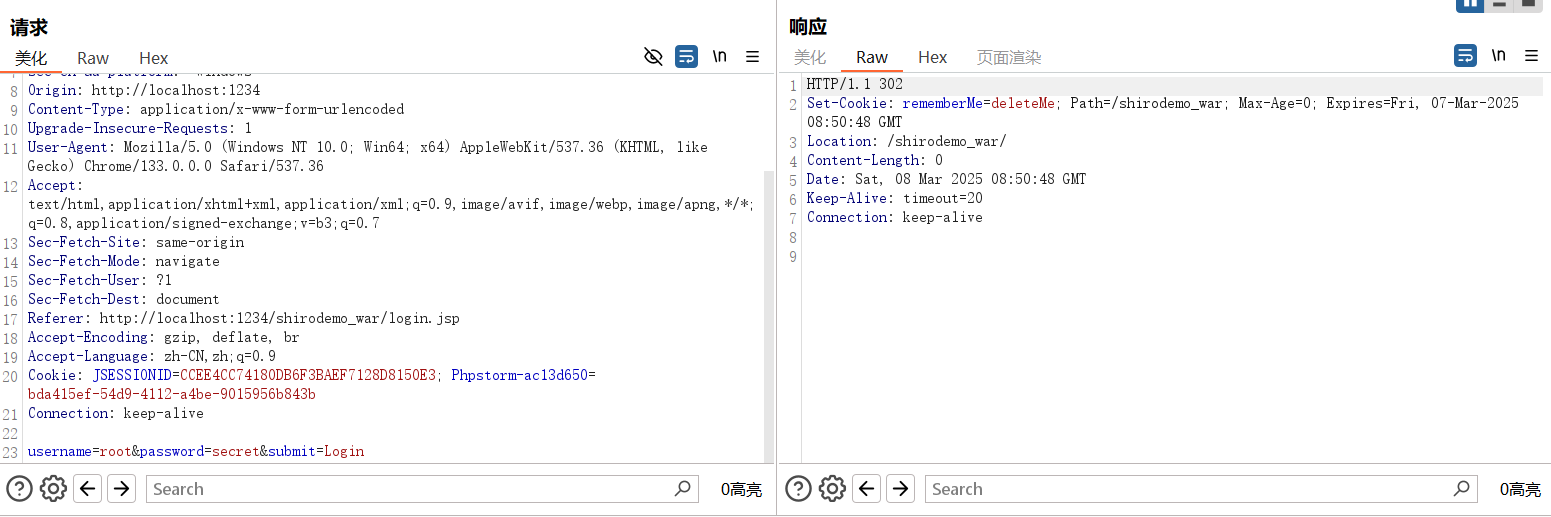 请求
美化 Raw Hex
\n
8 Origin: http://localhost:1234
9 Content-Type: application/x-www-form-urlencoded
10 Upgrade-Insecure-Requests: 1
11 User-Agent: Mozilla/5.0 (Windows NT 10.0; Win64; x64) AppleWebKit/537.36 (KHTML, like
Gecko) Chrome/133.0.0.0 Safari/537.36
12 Accept:
text/html,application/xhtml+xml,application/xml;q=0.9,image/avif,image/webp,image/apng,*/*;
q=0.8,application/signed-exchange;v=b3;q=0.7
13 Sec-Fetch-Site: same-origin
14 Sec-Fetch-Mode: navigate
15 Sec-Fetch-User: ?1
16 Sec-Fetch-Dest: document
17 Referer: http://localhost:1234/shirodemo_war/login.jsp
18 Accept-Encoding: gzip, deflate, br
19 Accept-Language: zh-CN,zh;q=0.9
20 Cookie: JSESSIONID=CCEE4CC74180DB6F3BAEF7128D8150E3; Phpstorm-ac13d650=
bda415ef-54d9-4112-a4be-9015956b843b
21 Connection: keep-alive
22
23 username=root&password=secret&submit=Login
Search
0高亮
响应
美化 Raw Hex 页面渲染
\n
1 HTTP/1.1 302
2 Set-Cookie: rememberMe=deleteMe; Path=/shirodemo_war; Max-Age=0; Expires=Fri, 07-Mar-2025
08:50:48 GMT
3 Location: /shirodemo_war/
4 Content-Length: 0
5 Date: Sat, 08 Mar 2025 08:50:48 GMT
6 Keep-Alive: timeout=20
7 Connection: keep-alive
8
9
Search
0高亮